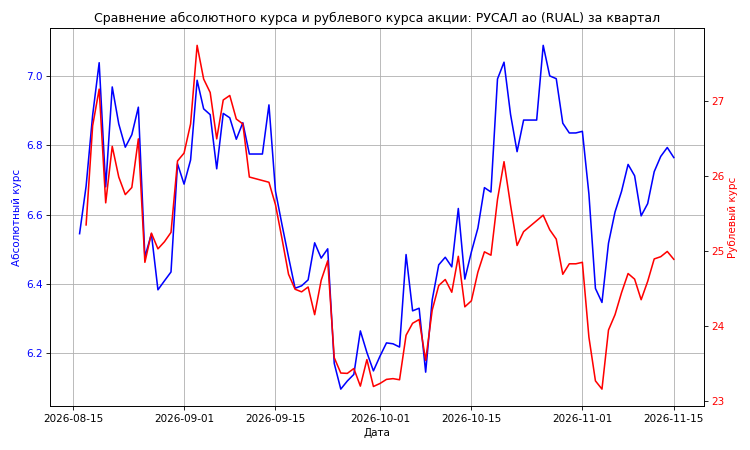 Сравнение абсолютного курса и рублевого курса акции: РУСАЛ ао (RUAL) за квартал
7.0
6.8
6.6
6.4
6.2
Абсолютный курс
27
26
25
24
23
Рублевый курс
2026-08-15 2026-09-01 2026-09-15 2026-10-01 2026-10-15 2026-11-01 2026-11-15
Дата